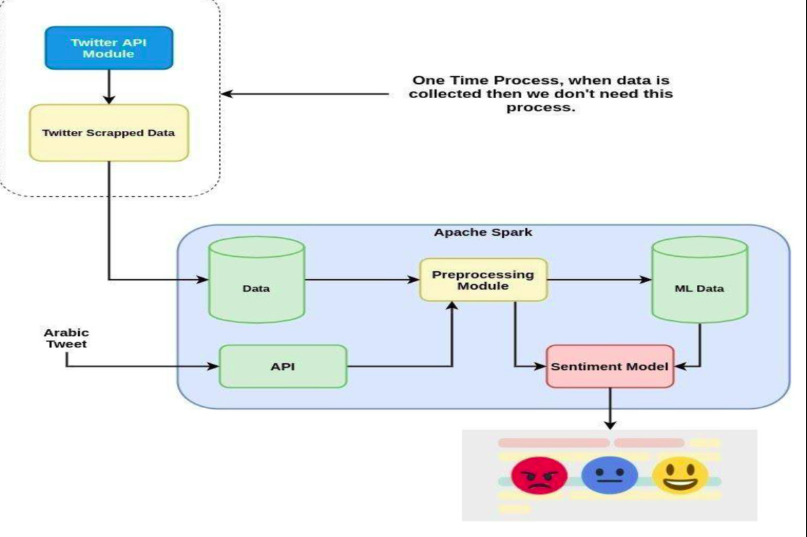 Twitter API
Module
Twitter Scrapped Data
One Time Process, when data is
collected then we don't need this
process.
Apache Spark
Data
Preprocessing
Module
ML Data
Arabic
Tweet
API
Sentiment Model